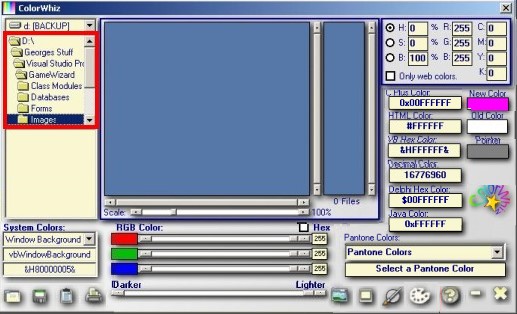 ColorWhiz
d: [BACKUP]
D:\
Georges Stuff
Visual Studio Pro
GameWizard
Class Modules
Databases
Forms
Images
H: 0 % R: 255 C: 0
S: 0 % G: 255 M: 0
B: 100 % B: 255 Y: 0
Only web colors. K: 0
C Plus Color: New Color
0x00FFFFFF
HTML Color: Old Color
#FFFFFF
VB Hex Color: Pointer
&HFFFFFF&
Decimal Color:
16776960
Delphi Hex Color:
$00FFFFFF
Java Color:
0xFFFFFF
0 Files
Scale: 100%
System Colors:
Window Background
vbWindowBackground
&H80000005&
RGB Color: Hex
255
255
255
Darker Lighter
Pantone Colors:
Pantone Colors
Select a Pantone Color